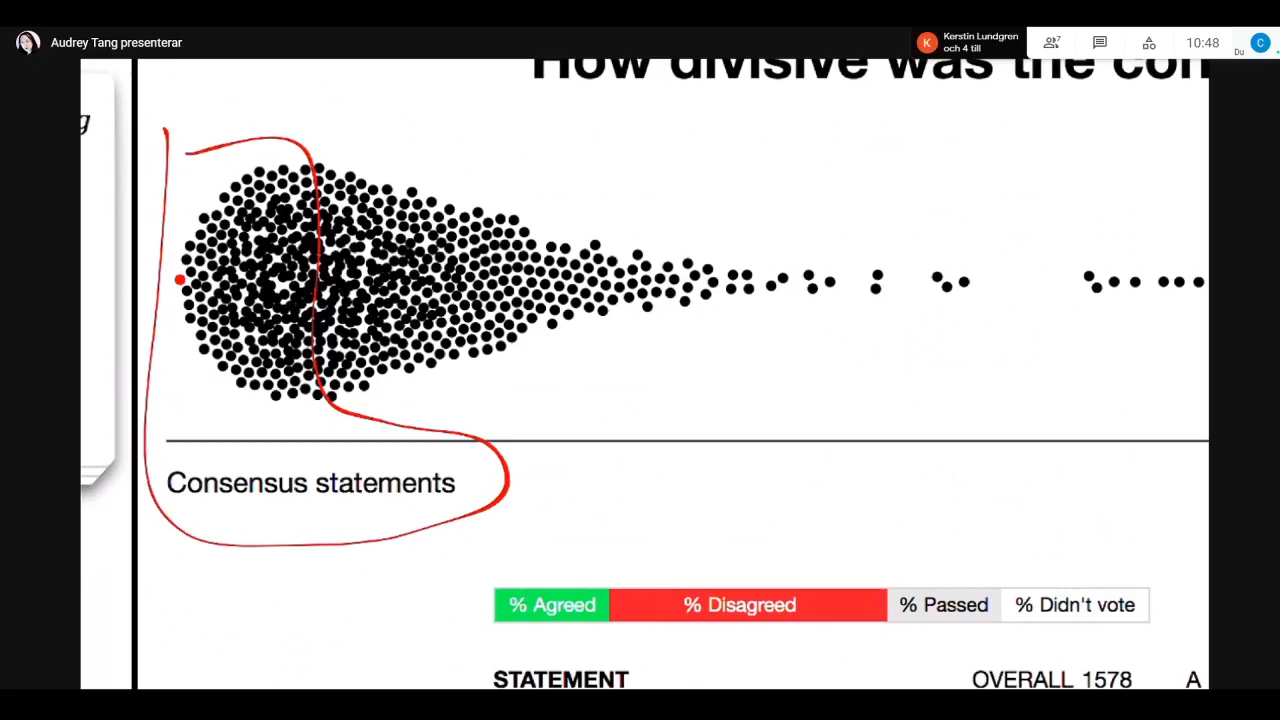 Audrey Tang presenterar
K
Kerstin Lundgren
och 4 till
7
10:48
Du
C
g
How divisive was the con
Consensus statements
% Agreed % Disagreed % Passed % Didn't vote
STATEMENT OVERALL 1578 A